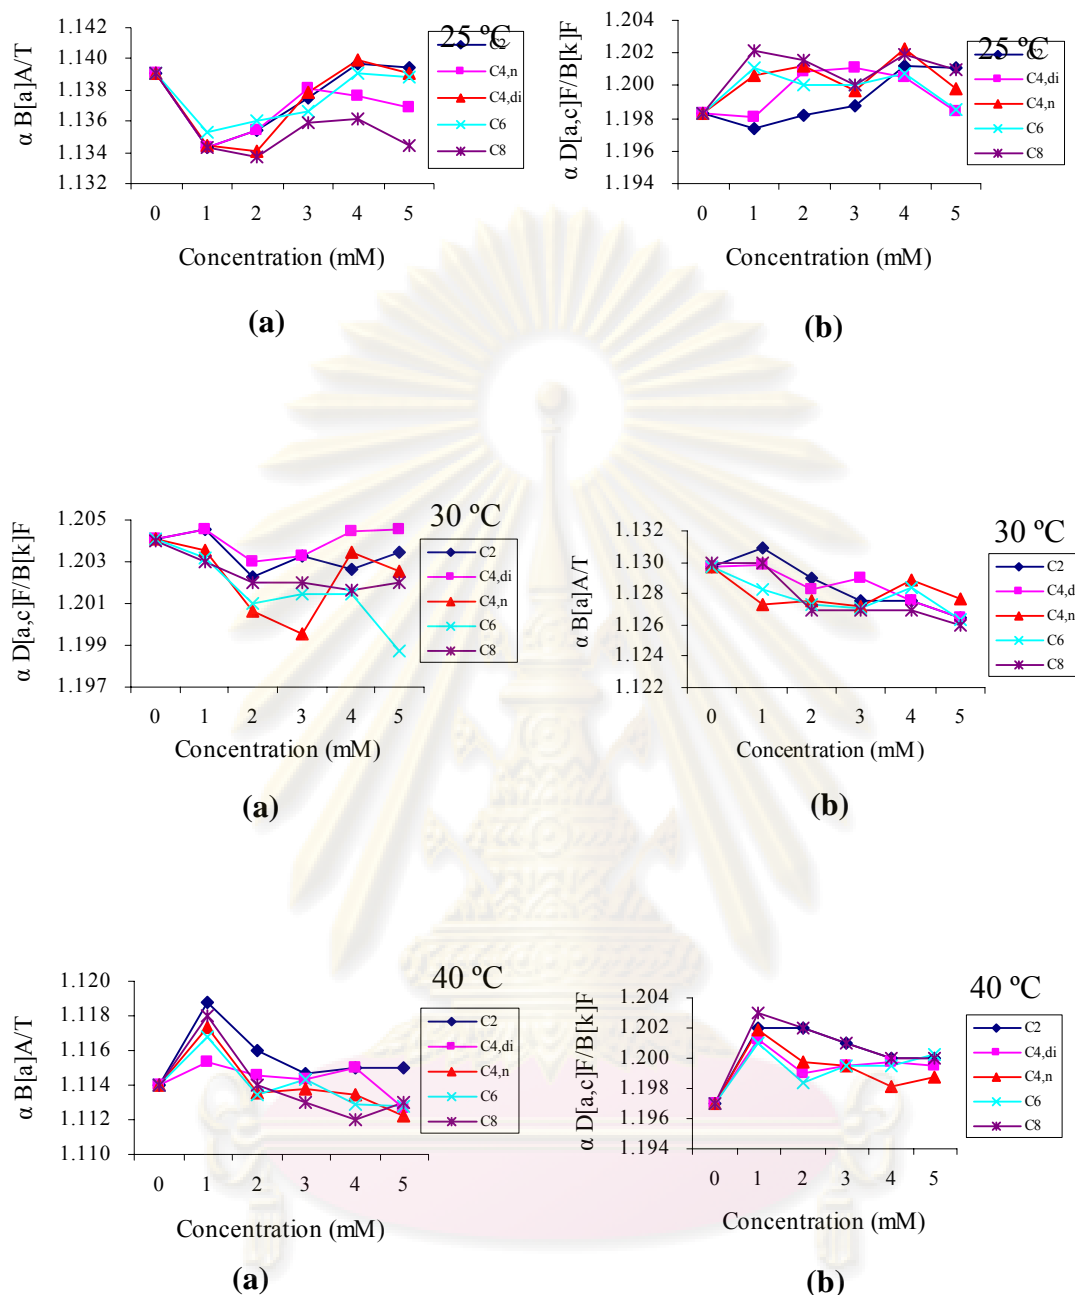 α B[a]A/T
1.142
1.140
1.138
1.136
1.134
1.132
0 1 2 3 4 5
Concentration (mM)
25 ºC
C2
C4,n
C4,di
C6
C8
(a)
α D[a,c]F/B[k]F
1.204
1.202
1.200
1.198
1.196
1.194
0 1 2 3 4 5
Concentration (mM)
25 ºC
C2
C4,di
C4,n
C6
C8
(b)
α D[a,c]F/B[k]F
1.205
1.203
1.201
1.199
1.197
0 1 2 3 4 5
Concentration (mM)
30 ºC
C2
C4,di
C4,n
C6
C8
(a)
α B[a]A/T
1.132
1.130
1.128
1.126
1.124
1.122
0 1 2 3 4 5
Concentration (mM)
30 ºC
C2
C4,d
C4,n
C6
C8
(b)
α B[a]A/T
1.120
1.118
1.116
1.114
1.112
1.110
0 1 2 3 4 5
Concentration (mM)
40 ºC
C2
C4,di
C4,n
C6
C8
(a)
α D[a,c]F/B[k]F
1.204
1.202
1.200
1.198
1.196
1.194
0 1 2 3 4 5
Concentration (mM)
40 ºC
C2
C4,di
C4,n
C6
C8
(b)